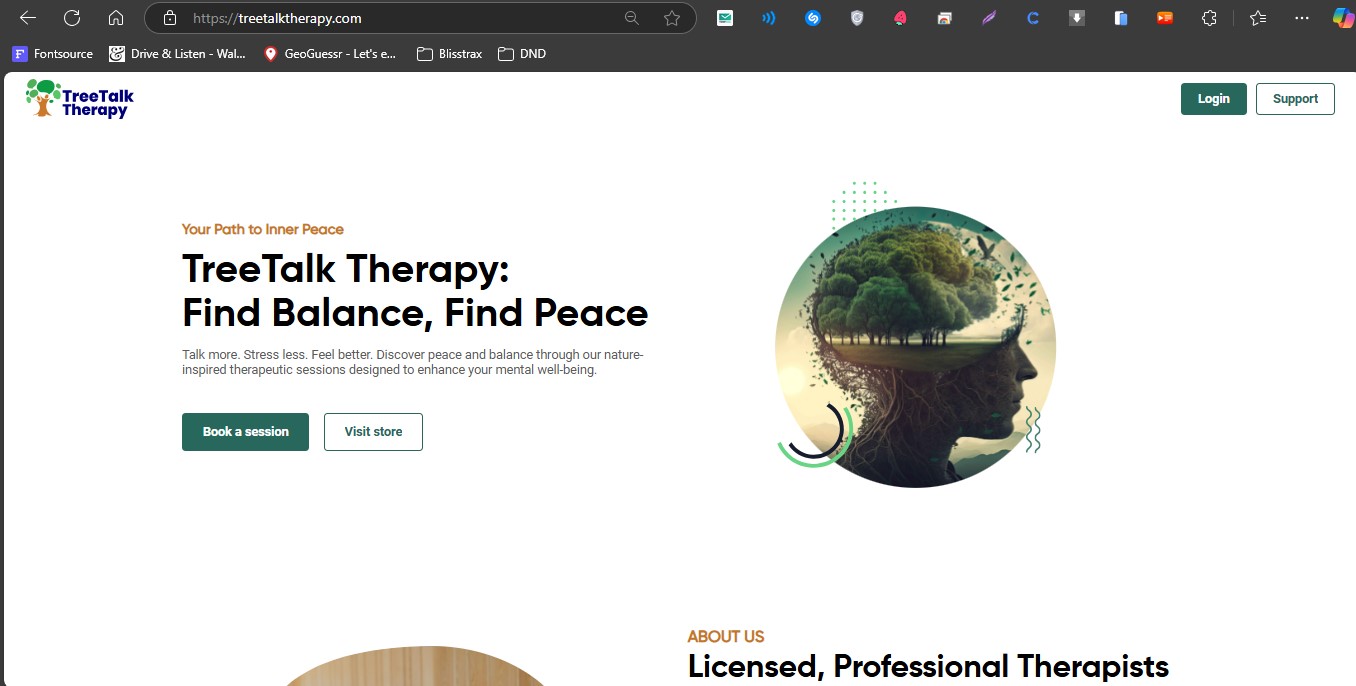 https://treetalktherapy.com
Fontsource
Drive & Listen - Wal...
GeoGuessr - Let's e...
Blisstrax
DND
TreeTalk
Therapy
Login
Support
Your Path to Inner Peace
TreeTalk Therapy:
Find Balance, Find Peace
Talk more. Stress less. Feel better. Discover peace and balance through our nature-
inspired therapeutic sessions designed to enhance your mental well-being.
Book a session
Visit store
ABOUT US
Licensed, Professional Therapists